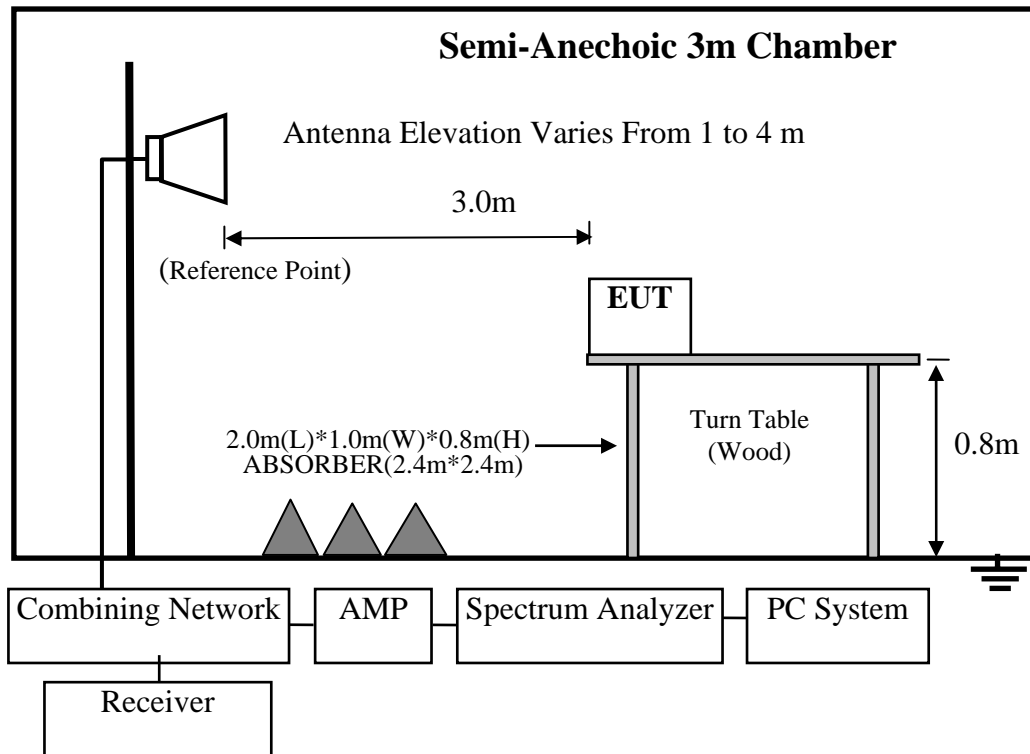 Semi-Anechoic 3m Chamber
Antenna Elevation Varies From 1 to 4 m
3.0m
(Reference Point)
EUT
2.0m(L)*1.0m(W)*0.8m(H)
ABSORBER(2.4m*2.4m)
Turn Table
(Wood)
0.8m
Combining Network
AMP
Spectrum Analyzer
PC System
Receiver